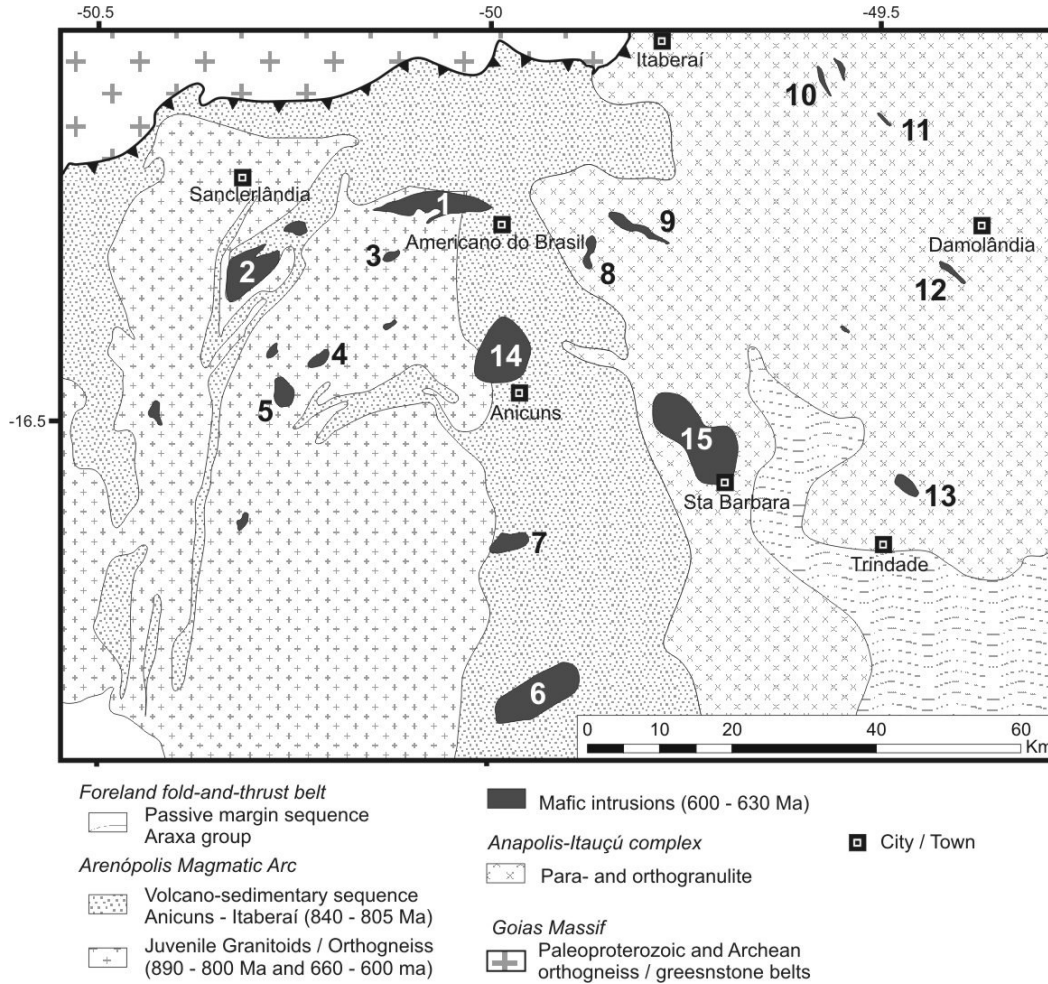 -50.5
-50
-49.5
Itaberaí
10
11
Sanclerlândia
1
Americano do Brasil
9
Damolândia
3
2
8
12
4
14
5
Anicuns
-16.5
15
Sta Barbara
13
7
Trindade
6
0 10 20 40 60
Km
Foreland fold-and-thrust belt
Passive margin sequence
Araxa group
Arenópolis Magmatic Arc
Volcano-sedimentary sequence
Anicuns - Itaberaí (840 - 805 Ma)
Juvenile Granitoids / Orthogneiss
(890 - 800 Ma and 660 - 600 ma)
Mafic intrusions (600 - 630 Ma)
Anapolis-Itauçú complex
Para- and orthogranulite
Goias Massif
Paleoproterozoic and Archean
orthogneiss / greesnstone belts
City / Town